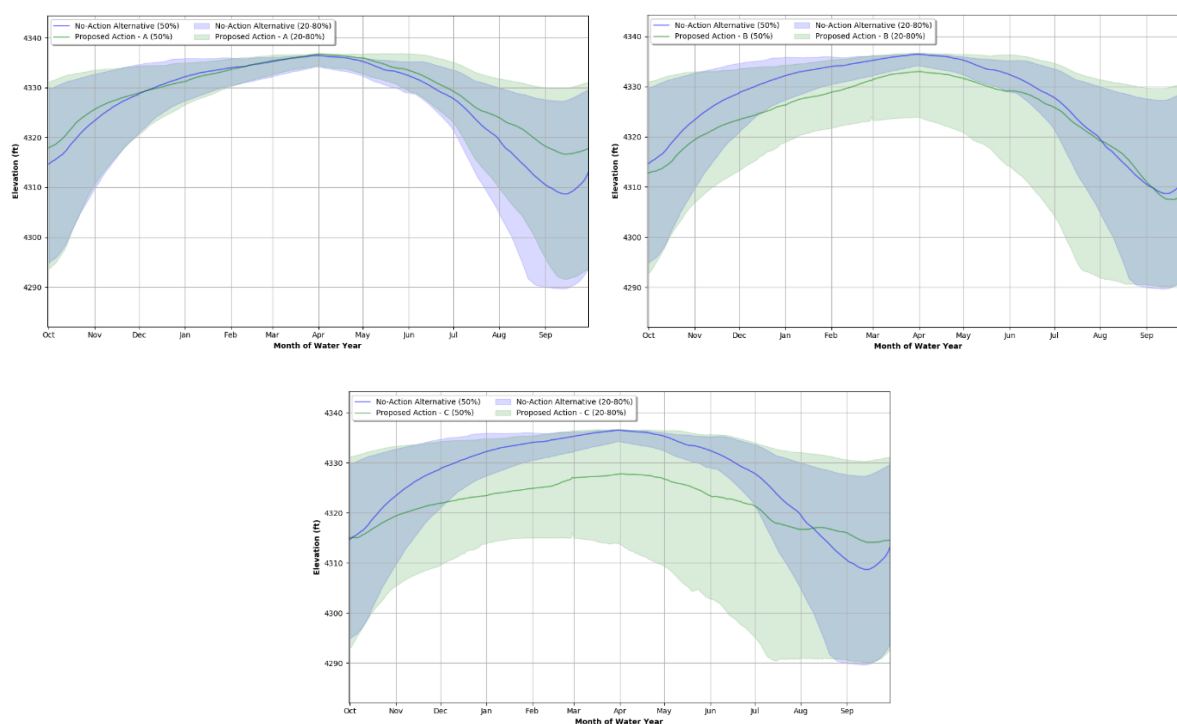 No-Action Alternative (50%) No-Action Alternative (20-80%)
Proposed Action - A (50%) Proposed Action - A (20-80%)
4340
4330
4320
4310
4300
4290
Elevation (ft)
Oct Nov Dec Jan Feb Mar Apr May Jun Jul Aug Sep
Month of Water Year
No-Action Alternative (50%) No-Action Alternative (20-80%)
Proposed Action - B (50%) Proposed Action - B (20-80%)
4340
4330
4320
4310
4300
4290
Elevation (ft)
Oct Nov Dec Jan Feb Mar Apr May Jun Jul Aug Sep
Month of Water Year
No-Action Alternative (50%) No-Action Alternative (20-80%)
Proposed Action - C (50%) Proposed Action - C (20-80%)
4340
4330
4320
4310
4300
4290
Elevation (ft)
Oct Nov Dec Jan Feb Mar Apr May Jun Jul Aug Sep
Month of Water Year